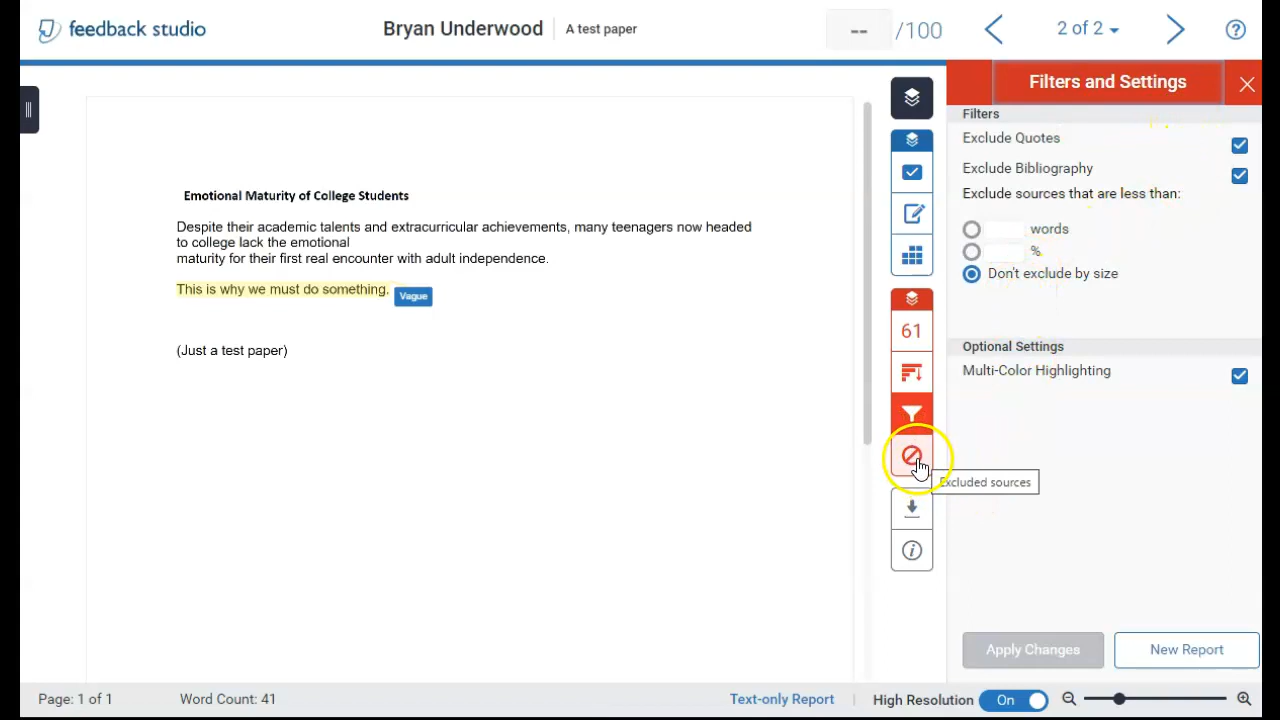 feedback studio
Bryan Underwood
A test paper
-- /100
2 of 2
Filters and Settings
Filters
Exclude Quotes
Exclude Bibliography
Exclude sources that are less than:
words
%
Don't exclude by size
Optional Settings
Multi-Color Highlighting
Apply Changes
New Report
61
Excluded sources
Emotional Maturity of College Students
Despite their academic talents and extracurricular achievements, many teenagers now headed
to college lack the emotional
maturity for their first real encounter with adult independence.
This is why we must do something.
Vague
(Just a test paper)
Page: 1 of 1
Word Count: 41
Text-only Report
High Resolution
On